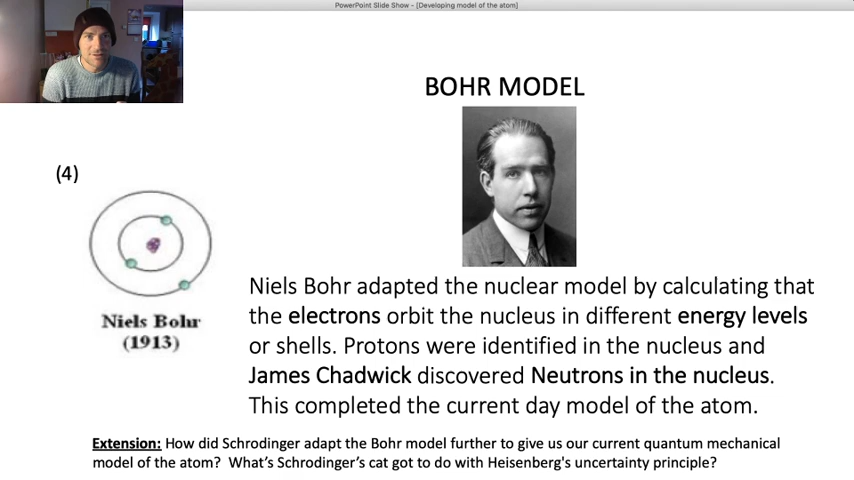 PowerPoint Slide Show - [Developing model of the atom]
BOHR MODEL
(4)
Niels Bohr
(1913)
Niels Bohr adapted the nuclear model by calculating that
the electrons orbit the nucleus in different energy levels
or shells. Protons were identified in the nucleus and
James Chadwick discovered Neutrons in the nucleus.
This completed the current day model of the atom.
Extension: How did Schrodinger adapt the Bohr model further to give us our current quantum mechanical
model of the atom? What's Schrodinger's cat got to do with Heisenberg's uncertainty principle?